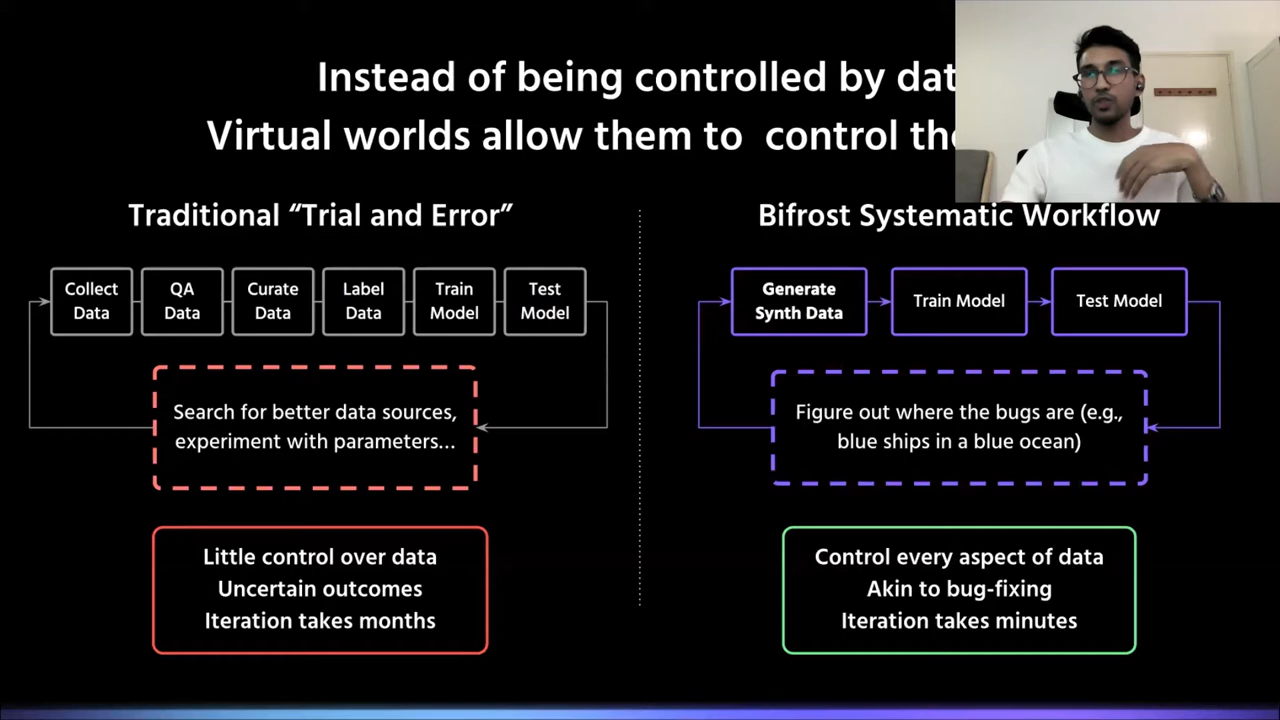 Instead of being controlled by
Virtual worlds allow them to control
Traditional “Trial and Error”
Bifrost Systematic Workflow
Collect
Data
QA
Data
Curate
Data
Label
Data
Train
Model
Test
Model
Search for better data sources,
experiment with parameters...
Little control over data
Uncertain outcomes
Iteration takes months
Generate
Synth Data
Train Model
Test Model
Figure out where the bugs are (e.g.,
blue ships in a blue ocean)
Control every aspect of data
Akin to bug-fixing
Iteration takes minutes